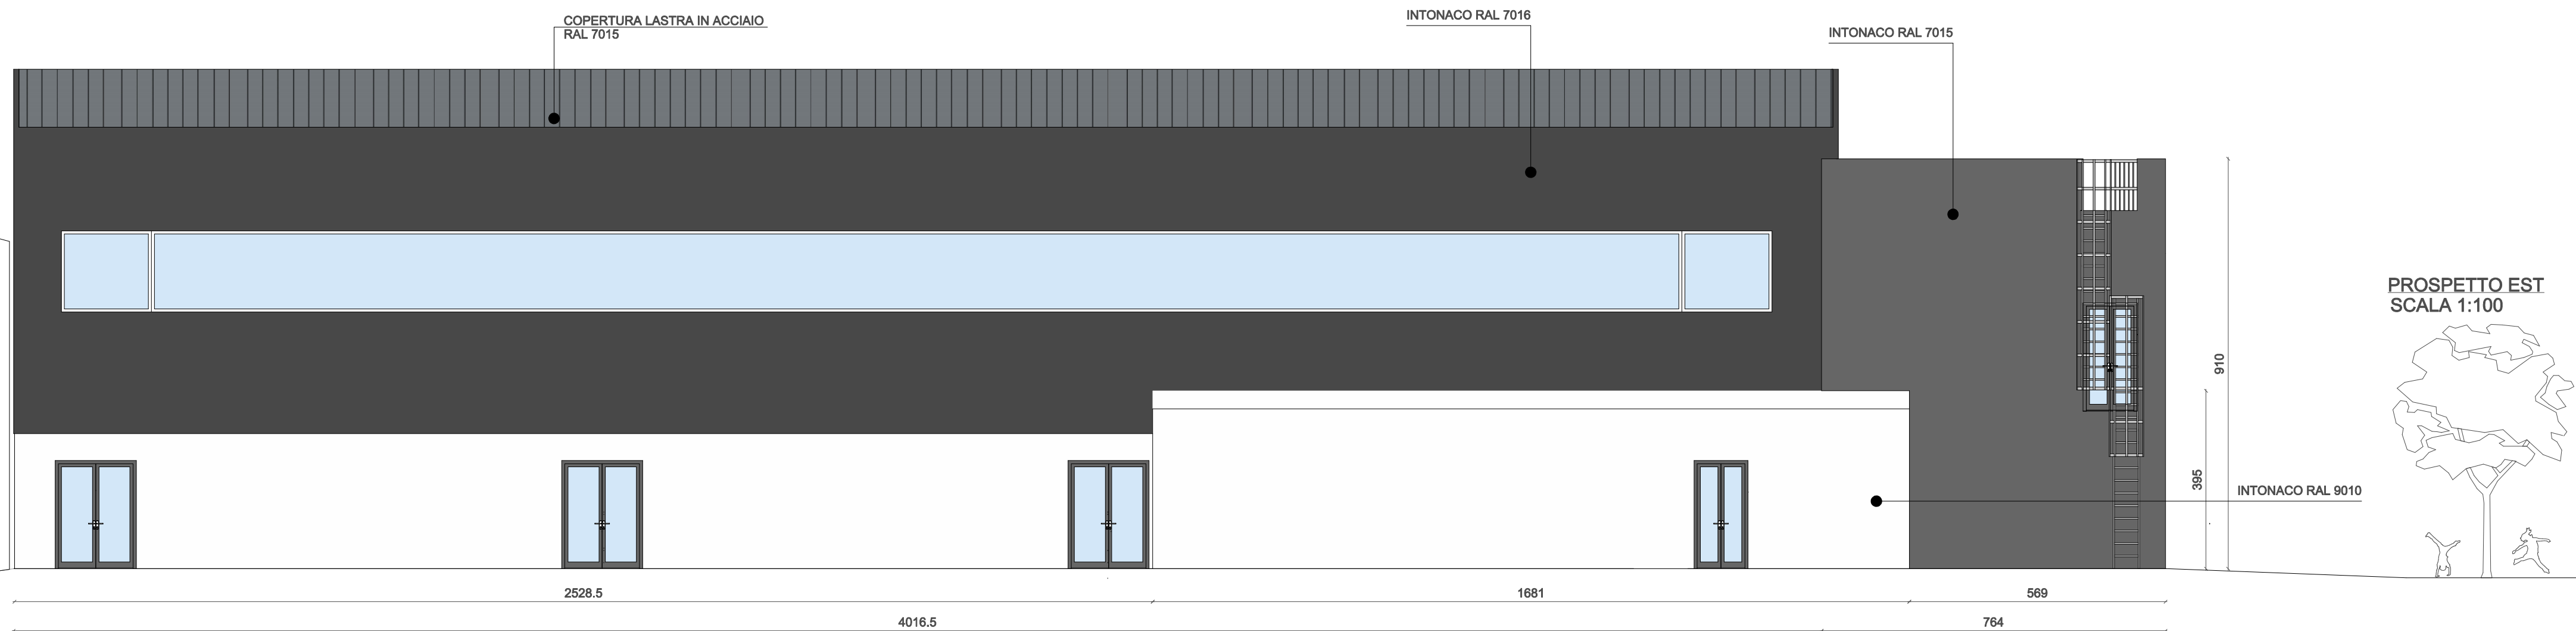 COPERTURA LASTRA IN ACCIAIO
RAL 7015
INTONACO RAL 7016
INTONACO RAL 7015
PROSPETTO EST
SCALA 1:100
910
395
INTONACO RAL 9010
2528.5
1681
569
4016.5
764